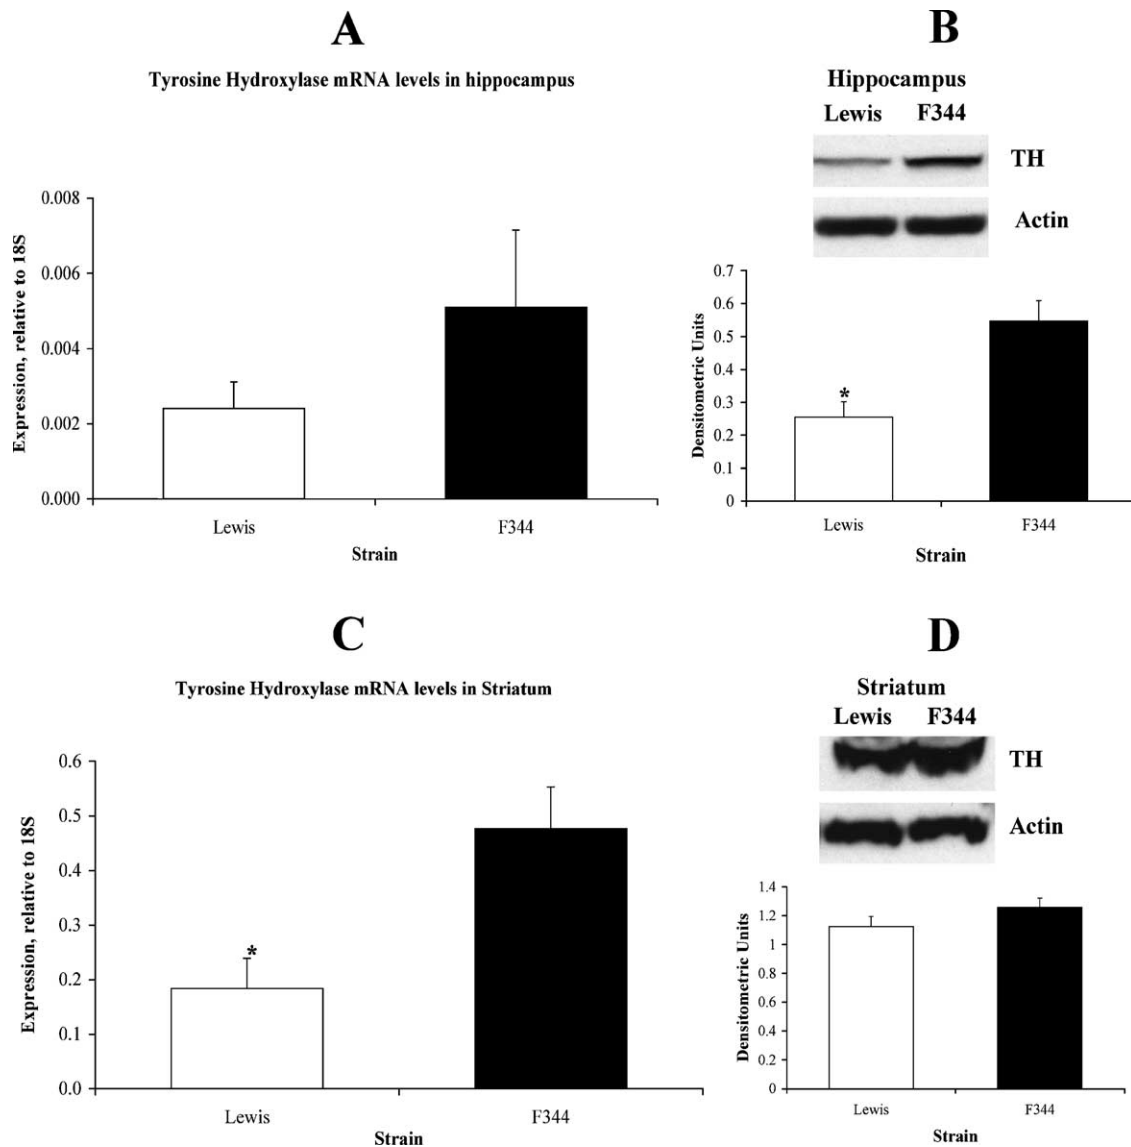 A
Tyrosine Hydroxylase mRNA levels in hippocampus
Expression, relative to 18S
0.008
0.006
0.004
0.002
0.000
Lewis F344
Strain
B
Hippocampus
Lewis F344
TH
Actin
Densitometric Units
0.7
0.6
0.5
0.4
0.3
0.2
0.1
0
*
Lewis F344
Strain
C
Tyrosine Hydroxylase mRNA levels in Striatum
Expression, relative to 18S
0.6
0.5
0.4
0.3
0.2
0.1
0.0
*
Lewis F344
Strain
D
Striatum
Lewis F344
TH
Actin
Densitometric Units
1.4
1.2
1
0.8
0.6
0.4
0.2
0
Lewis F344
Strain